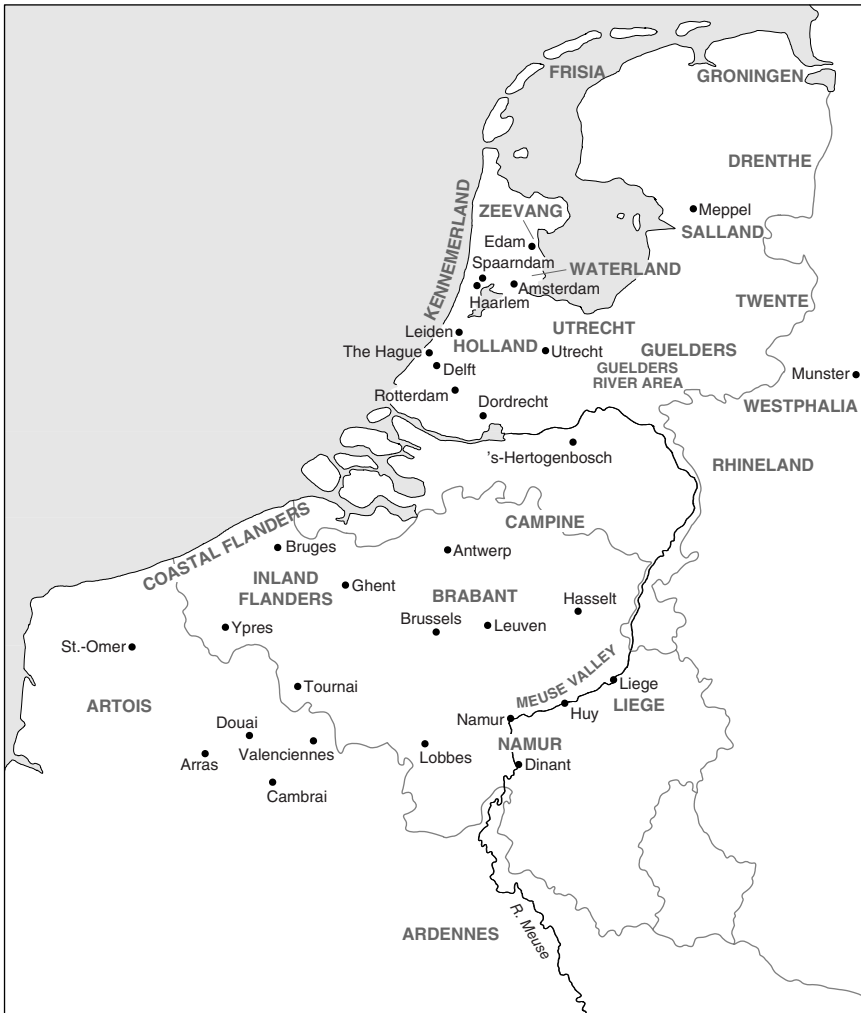 FRISIA
GRONINGEN
DRENTHE
Meppel
SALLAND
ZEEVANG
Edam
KENNEMERLAND
Spaarndam
WATERLAND
Amsterdam
Haarlem
TWENTE
Leiden
UTRECHT
HOLLAND
The Hague
Utrecht
GUELDERS
Delft
GUELDERS
RIVER AREA
Munster
Rotterdam
Dordrecht
WESTPHALIA
's-Hertogenbosch
RHINELAND
COASTAL FLANDERS
CAMPINE
Bruges
Antwerp
INLAND
FLANDERS
Ghent
BRABANT
Hasselt
Ypres
Brussels
Leuven
St.-Omer
MEUSE VALLEY
Tournai
Liege
ARTOIS
LIEGE
Huy
Namur
Douai
Valenciennes
Lobbes
NAMUR
Arras
Dinant
Cambrai
R. Meuse
ARDENNES